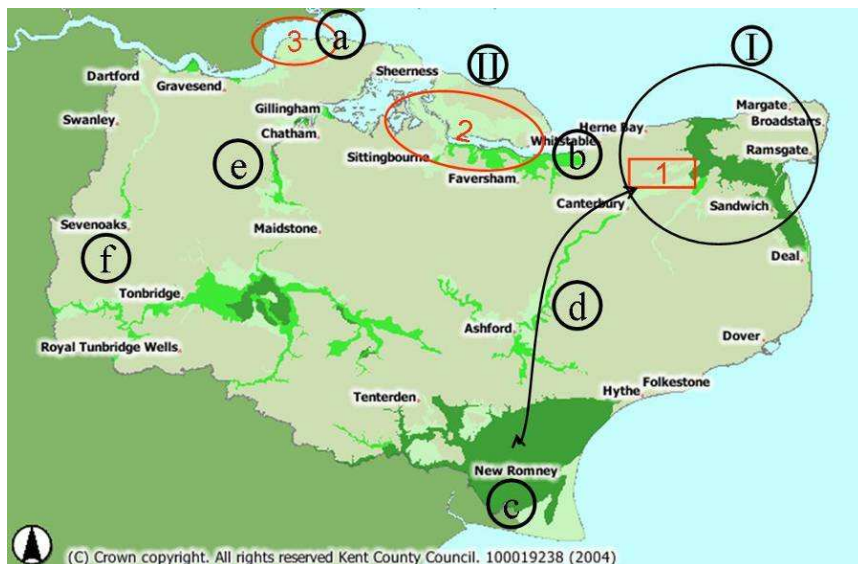 3
a
I
II
Dartford
Gravesend
Sheerness
Margate
Broadstairs
Swanley
Gillingham
Chatham
2
Whitstable
Herne Bay
Ramsgate
e
Sittingbourne
b
1
Faversham
Canterbury
Sandwich
Sevenoaks
Maidstone
f
Deal
Tonbridge
d
Ashford
Dover
Royal Tunbridge Wells
Hythe
Folkestone
Tenterden
New Romney
c
(C) Crown copyright. All rights reserved Kent County Council. 100019238 (2004)